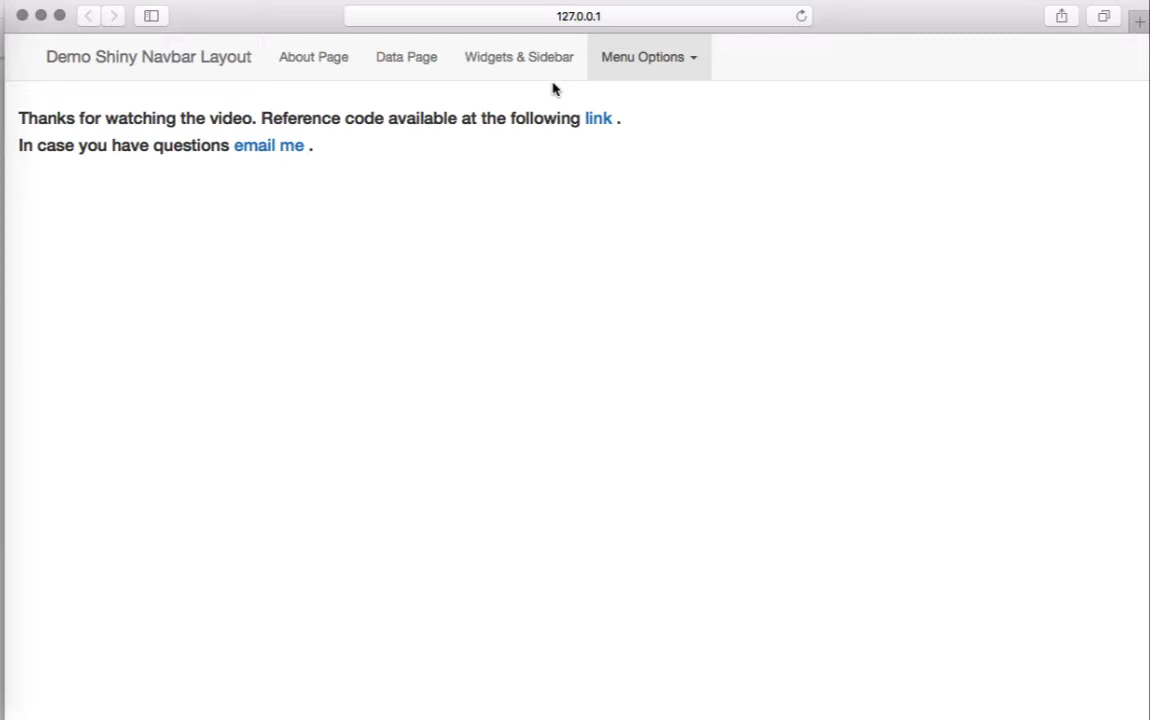 127.0.0.1
Demo Shiny Navbar Layout About Page Data Page Widgets & Sidebar Menu Options
Thanks for watching the video. Reference code available at the following link .
In case you have questions email me .